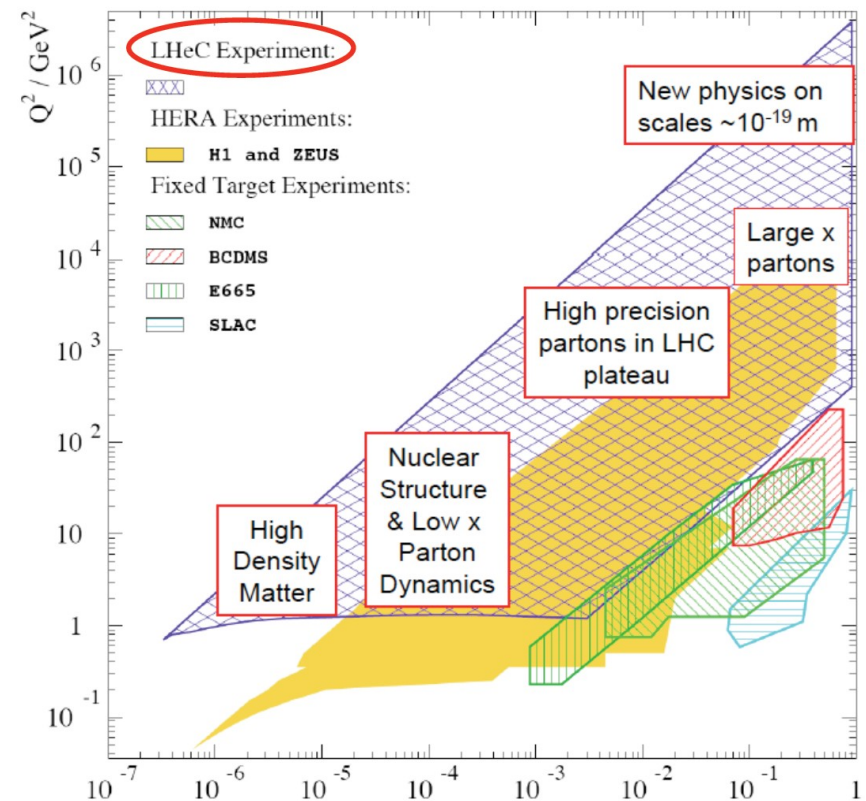 Q² / GeV²
10⁶
10⁵
10⁴
10³
10²
10
1
10⁻¹
LHeC Experiment:
HERA Experiments:
H1 and ZEUS
Fixed Target Experiments:
NMC
BCDMS
E665
SLAC
New physics on
scales ~10⁻¹⁹ m
Large x
partons
High precision
partons in LHC
plateau
Nuclear
Structure
& Low x
Parton
Dynamics
High
Density
Matter
10⁻⁷ 10⁻⁶ 10⁻⁵ 10⁻⁴ 10⁻³ 10⁻² 10⁻¹ 1